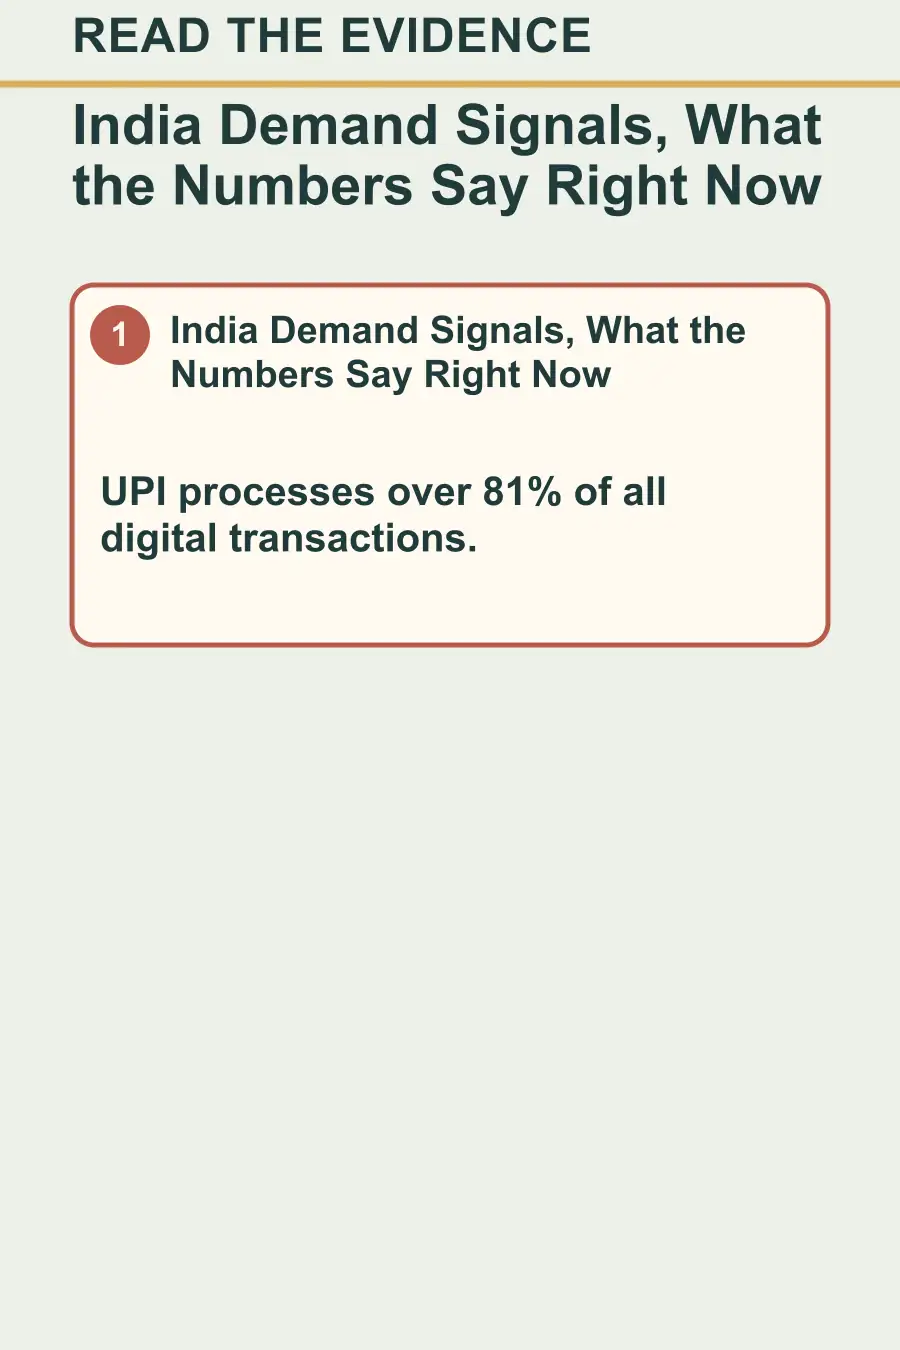 READ THE EVIDENCE
India Demand Signals, What
the Numbers Say Right Now
1
India Demand Signals, What the
Numbers Say Right Now
UPI processes over 81% of all
digital transactions.